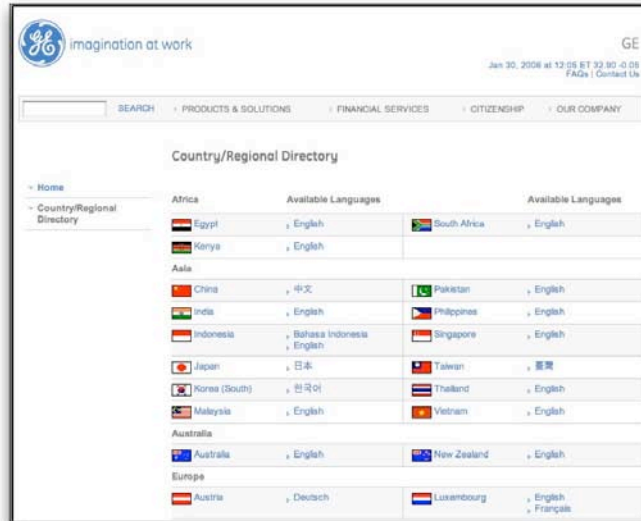 imagination at work
GE
Jan 30, 2006 at 12:05 ET 32.90 -0.05
FAQs | Contact Us
SEARCH PRODUCTS & SOLUTIONS FINANCIAL SERVICES CITIZENSHIP OUR COMPANY
Country/Regional Directory
Home
Country/Regional
Directory
Africa Available Languages Available Languages
Egypt English South Africa English
Kenya English
Asia
China 中文 Pakistan English
India English Philippines English
Indonesia Bahasa Indonesia Singapore English
English
Japan 日本 Taiwan 臺灣
Korea (South) 한국어 Thailand English
Malaysia English Vietnam English
Australia
Australia English New Zealand English
Europe
Austria Deutsch Luxembourg English
Français